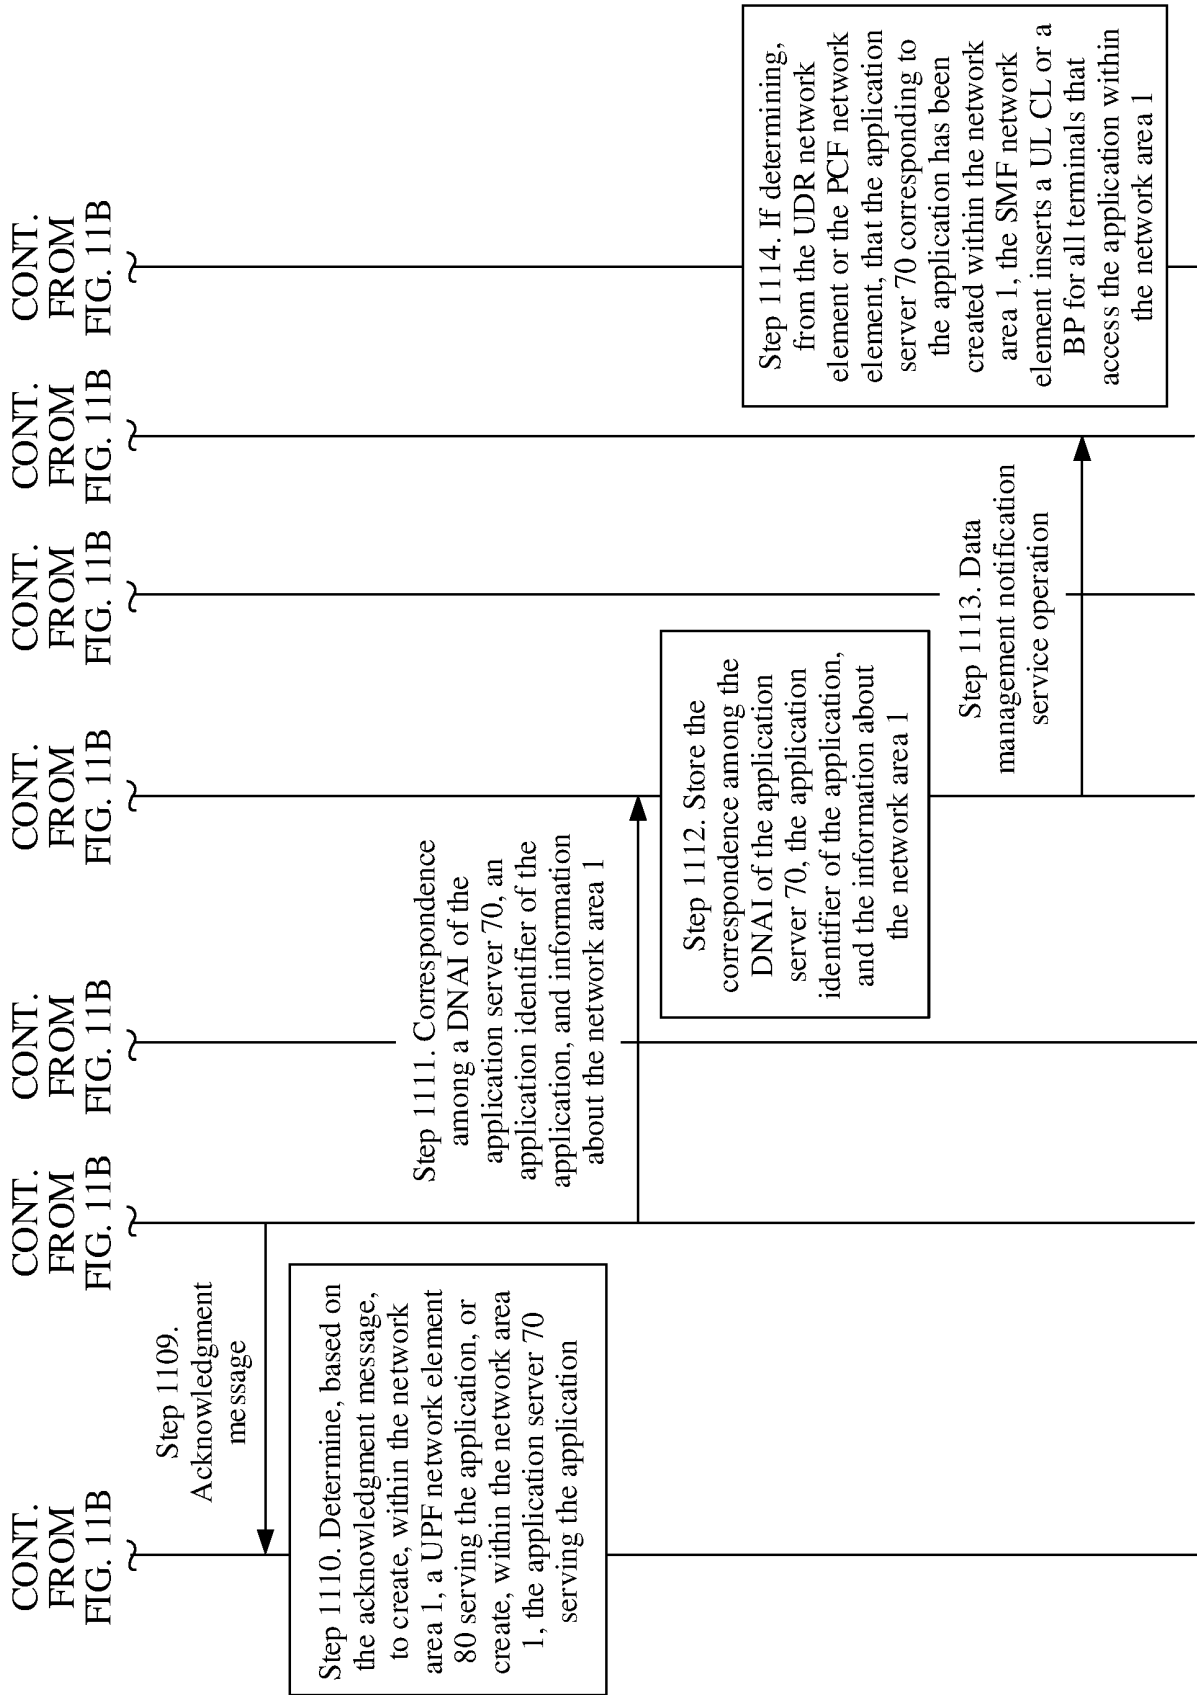 CONT.
FROM
FIG. 11B
CONT.
FROM
FIG. 11B
CONT.
FROM
FIG. 11B
CONT.
FROM
FIG. 11B
CONT.
FROM
FIG. 11B
CONT.
FROM
FIG. 11B
CONT.
FROM
FIG. 11B
Step 1109.
Acknowledgment
message
Step 1110. Determine, based on
the acknowledgment message,
to create, within the network
area 1, a UPF network element
80 serving the application, or
create, within the network area
1, the application server 70
serving the application
Step 1111. Correspondence
among a DNAI of the
application server 70, an
application identifier of the
application, and information
about the network area 1
Step 1112. Store the
correspondence among the
DNAI of the application
server 70, the application
identifier of the application,
and the information about
the network area 1
Step 1113. Data
management notification
service operation
Step 1114. If determining,
from the UDR network
element or the PCF network
element, that the application
server 70 corresponding to
the application has been
created within the network
area 1, the SMF network
element inserts a UL CL or a
BP for all terminals that
access the application within
the network area 1